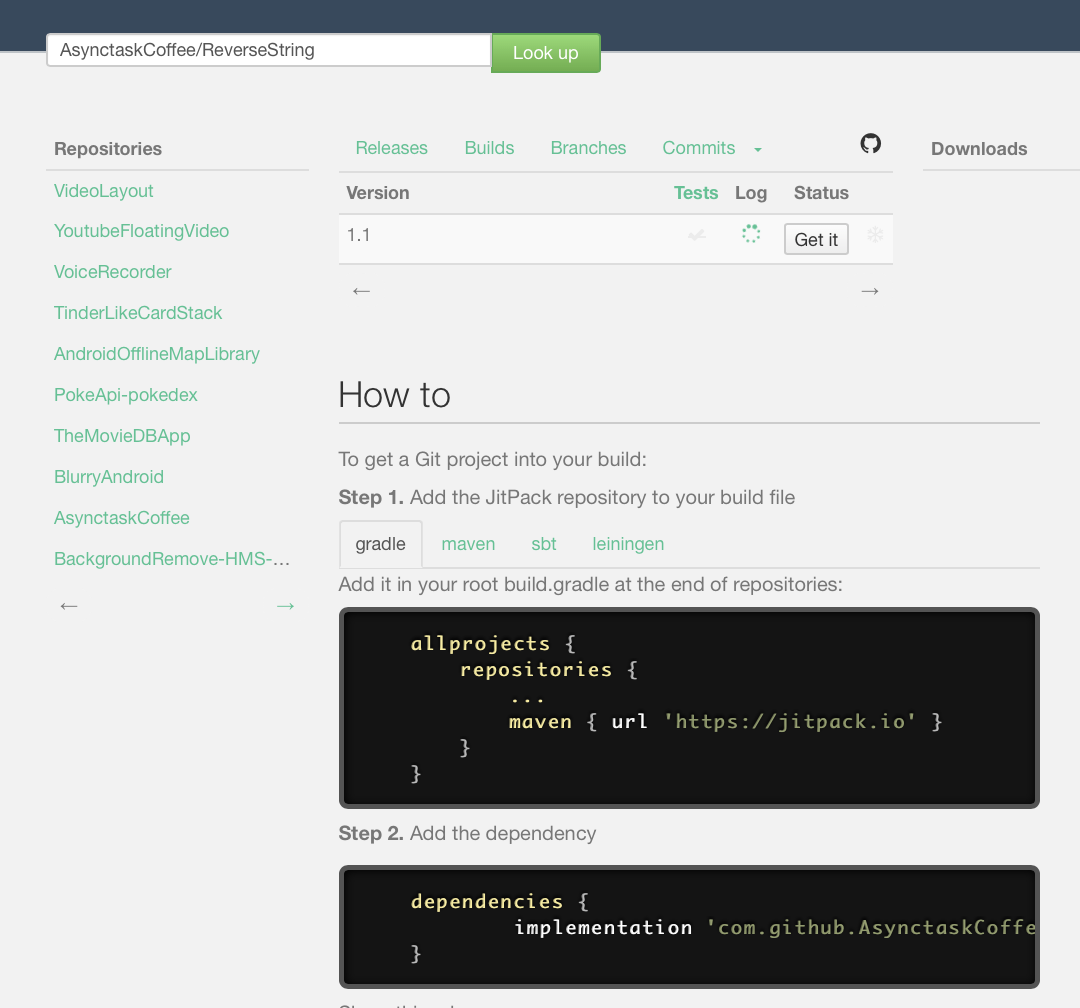 AsynctaskCoffee/ReverseString
Look up
Repositories
VideoLayout
YoutubeFloatingVideo
VoiceRecorder
TinderLikeCardStack
AndroidOfflineMapLibrary
PokeApi-pokedex
TheMovieDBApp
BlurryAndroid
AsynctaskCoffee
BackgroundRemove-HMS-...
← →
Releases Builds Branches Commits
Version Tests Log Status
1.1 Get it
← →
Downloads
How to
To get a Git project into your build:
Step 1. Add the JitPack repository to your build file
gradle maven sbt leiningen
Add it in your root build.gradle at the end of repositories:
allprojects {
repositories {
...
maven { url 'https://jitpack.io' }
}
}
Step 2. Add the dependency
dependencies {
implementation 'com.github.AsynctaskCoffe
}